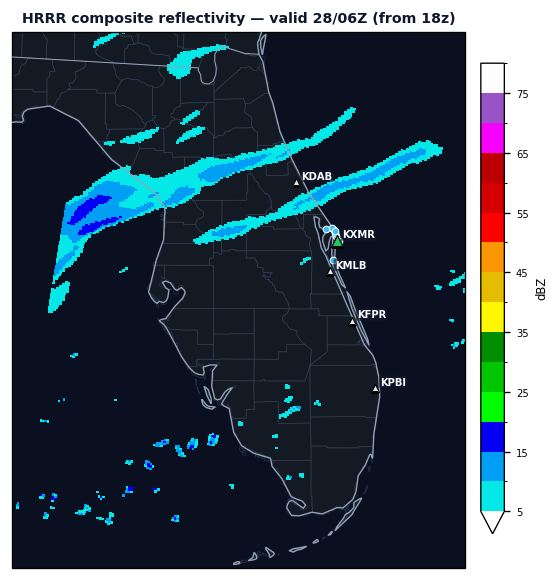 HRRR composite reflectivity — valid 28/06Z (from 18z)
75
65
55
45
35
25
15
5
dBZ
KDAB
KXMR
KMLB
KFPR
KPBI